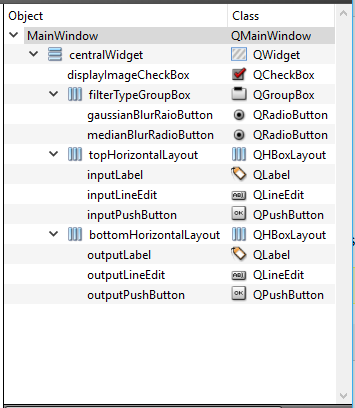 Object Class
MainWindow QMainWindow
centralWidget QWidget
displayImageCheckBox QCheckBox
filterTypeGroupBox QGroupBox
gaussianBlurRaioButton QRadioButton
medianBlurRadioButton QRadioButton
topHorizontalLayout QHBoxLayout
inputLabel QLabel
inputLineEdit QLineEdit
inputPushButton QPushButton
bottomHorizontalLayout QHBoxLayout
outputLabel QLabel
outputLineEdit QLineEdit
outputPushButton QPushButton